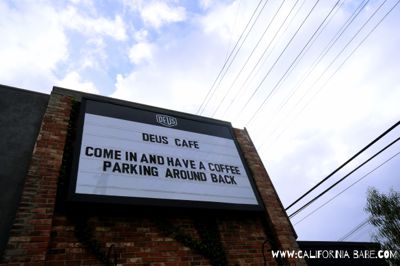 DEUS
DEUS CAFE
COME IN AND HAVE A COFFEE
PARKING AROUND BACK
WWW.CALIFORNIA BABE.COM